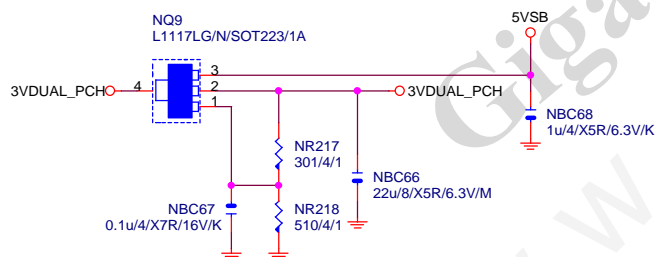 NQ9
L1117LG/N/SOT223/1A
5VSB
3VDUAL_PCH
4
3
2
1
3VDUAL_PCH
NBC68
1u/4/X5R/6.3V/K
NR217
301/4/1
NBC66
22u/8/X5R/6.3V/M
NBC67
0.1u/4/X7R/16V/K
NR218
510/4/1
Giga
w